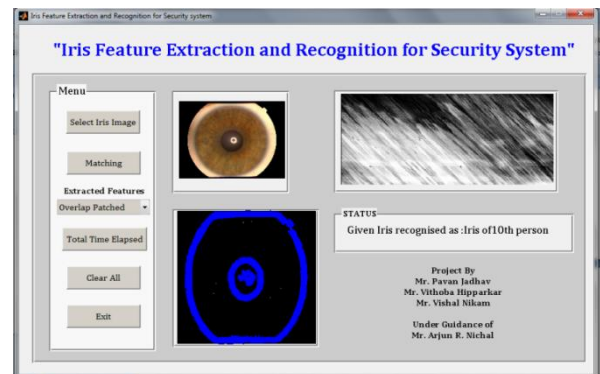 Iris Feature Extraction and Recognition for Security system
"Iris Feature Extraction and Recognition for Security System"
Menu
Select Iris Image
Matching
Extracted Features
Overlap Patched
Total Time Elapsed
Clear All
Exit
STATUS
Given Iris recognised as :Iris of10th person
Project By
Mr. Pavan Jadhav
Mr. Vithoba Hipparkar
Mr. Vishal Nikam
Under Guidance of
Mr. Arjun R. Nichal